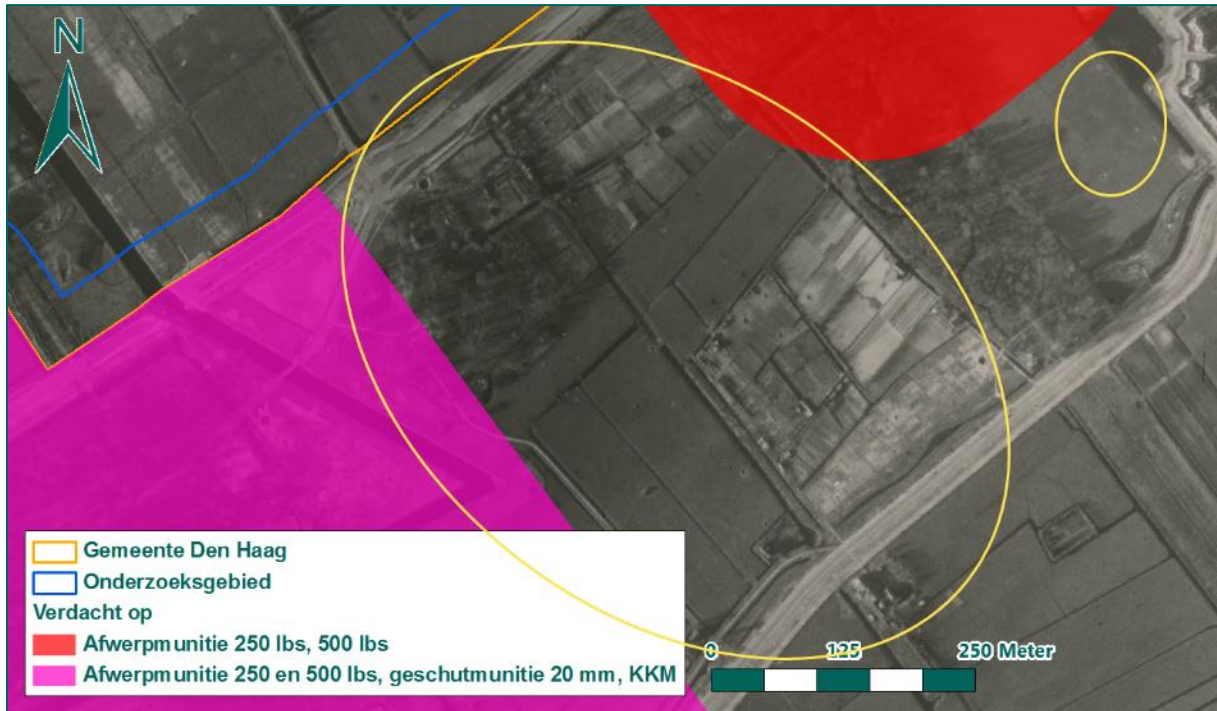 N
Gemeente Den Haag
Onderzoeksgebied
Verdacht op
Afwerpmunitie 250 lbs, 500 lbs
Afwerpmunitie 250 en 500 lbs, geschutmunitie 20 mm, KKM
0 125 250 Meter